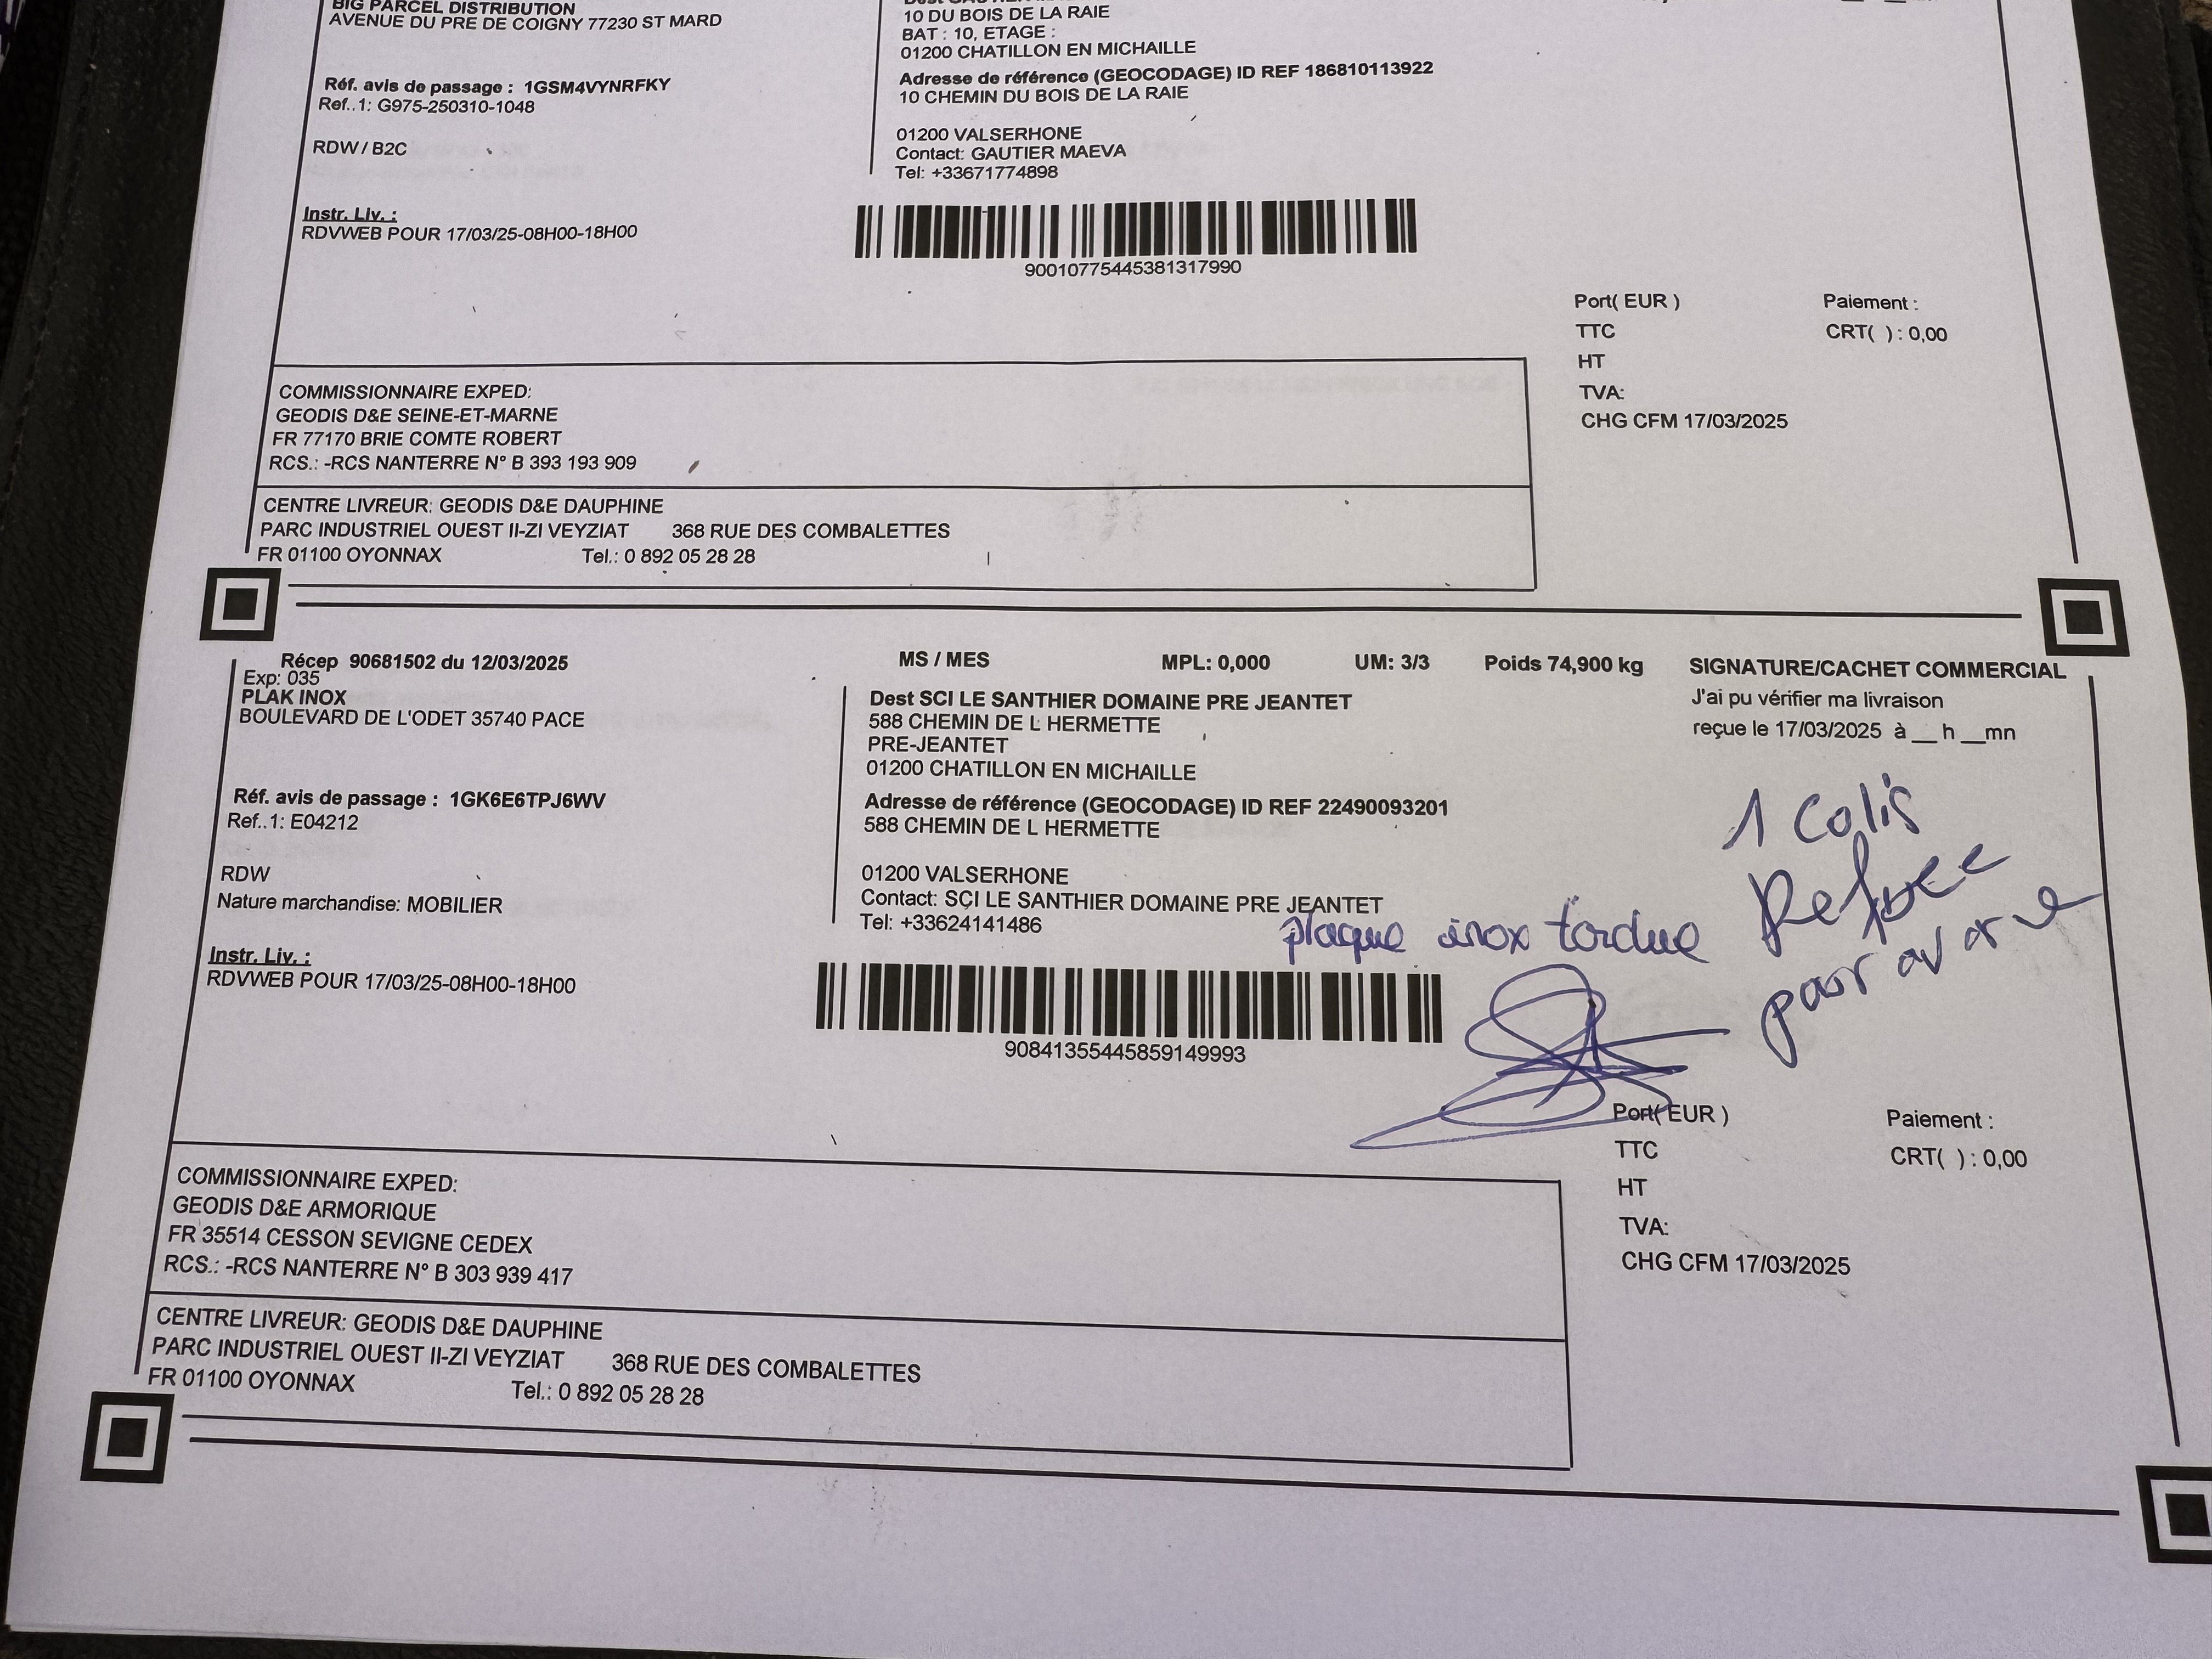 BIG PARCEL DISTRIBUTION
AVENUE DU PRE DE COIGNY 77230 ST MARD
Réf. avis de passage : 1GSM4VYNRFKY
Ref..1: G975-250310-1048
RDW / B2C
Instr. Liv. :
RDVWEB POUR 17/03/25-08H00-18H00
10 DU BOIS DE LA RAIE
BAT : 10, ETAGE :
01200 CHATILLON EN MICHAILLE
Adresse de référence (GEOCODAGE) ID REF 186810113922
10 CHEMIN DU BOIS DE LA RAIE
01200 VALSERHONE
Contact: GAUTIER MAEVA
Tel: +33671774898
90010775445381317990
Port( EUR )
TTC
HT
TVA:
CHG CFM 17/03/2025
Paiement :
CRT( ) : 0,00
COMMISSIONNAIRE EXPED:
GEODIS D&E SEINE-ET-MARNE
FR 77170 BRIE COMTE ROBERT
RCS.: -RCS NANTERRE N° B 393 193 909
CENTRE LIVREUR: GEODIS D&E DAUPHINE
PARC INDUSTRIEL OUEST II-ZI VEYZIAT 368 RUE DES COMBALETTES
FR 01100 OYONNAX Tel.: 0 892 05 28 28
Récep 90681502 du 12/03/2025 MS / MES MPL: 0,000 UM: 3/3 Poids 74,900 kg
Exp: 035
PLAK INOX
BOULEVARD DE L'ODET 35740 PACE
Réf. avis de passage : 1GK6E6TPJ6WV
Ref..1: E04212
RDW
Nature marchandise: MOBILIER
Instr. Liv. :
RDVWEB POUR 17/03/25-08H00-18H00
Dest SCI LE SANTHIER DOMAINE PRE JEANTET
588 CHEMIN DE L HERMETTE
PRE-JEANTET
01200 CHATILLON EN MICHAILLE
Adresse de référence (GEOCODAGE) ID REF 22490093201
588 CHEMIN DE L HERMETTE
01200 VALSERHONE
Contact: SCI LE SANTHIER DOMAINE PRE JEANTET
Tel: +33624141486
90841355445859149993
SIGNATURE/CACHET COMMERCIAL
J'ai pu vérifier ma livraison
reçue le 17/03/2025 à __ h __mn
1 Colis
Refusee
pour avarie
plaque inox tordue
Port( EUR )
TTC
HT
TVA:
CHG CFM 17/03/2025
Paiement :
CRT( ) : 0,00
COMMISSIONNAIRE EXPED:
GEODIS D&E ARMORIQUE
FR 35514 CESSON SEVIGNE CEDEX
RCS.: -RCS NANTERRE N° B 303 939 417
CENTRE LIVREUR: GEODIS D&E DAUPHINE
PARC INDUSTRIEL OUEST II-ZI VEYZIAT 368 RUE DES COMBALETTES
FR 01100 OYONNAX Tel.: 0 892 05 28 28